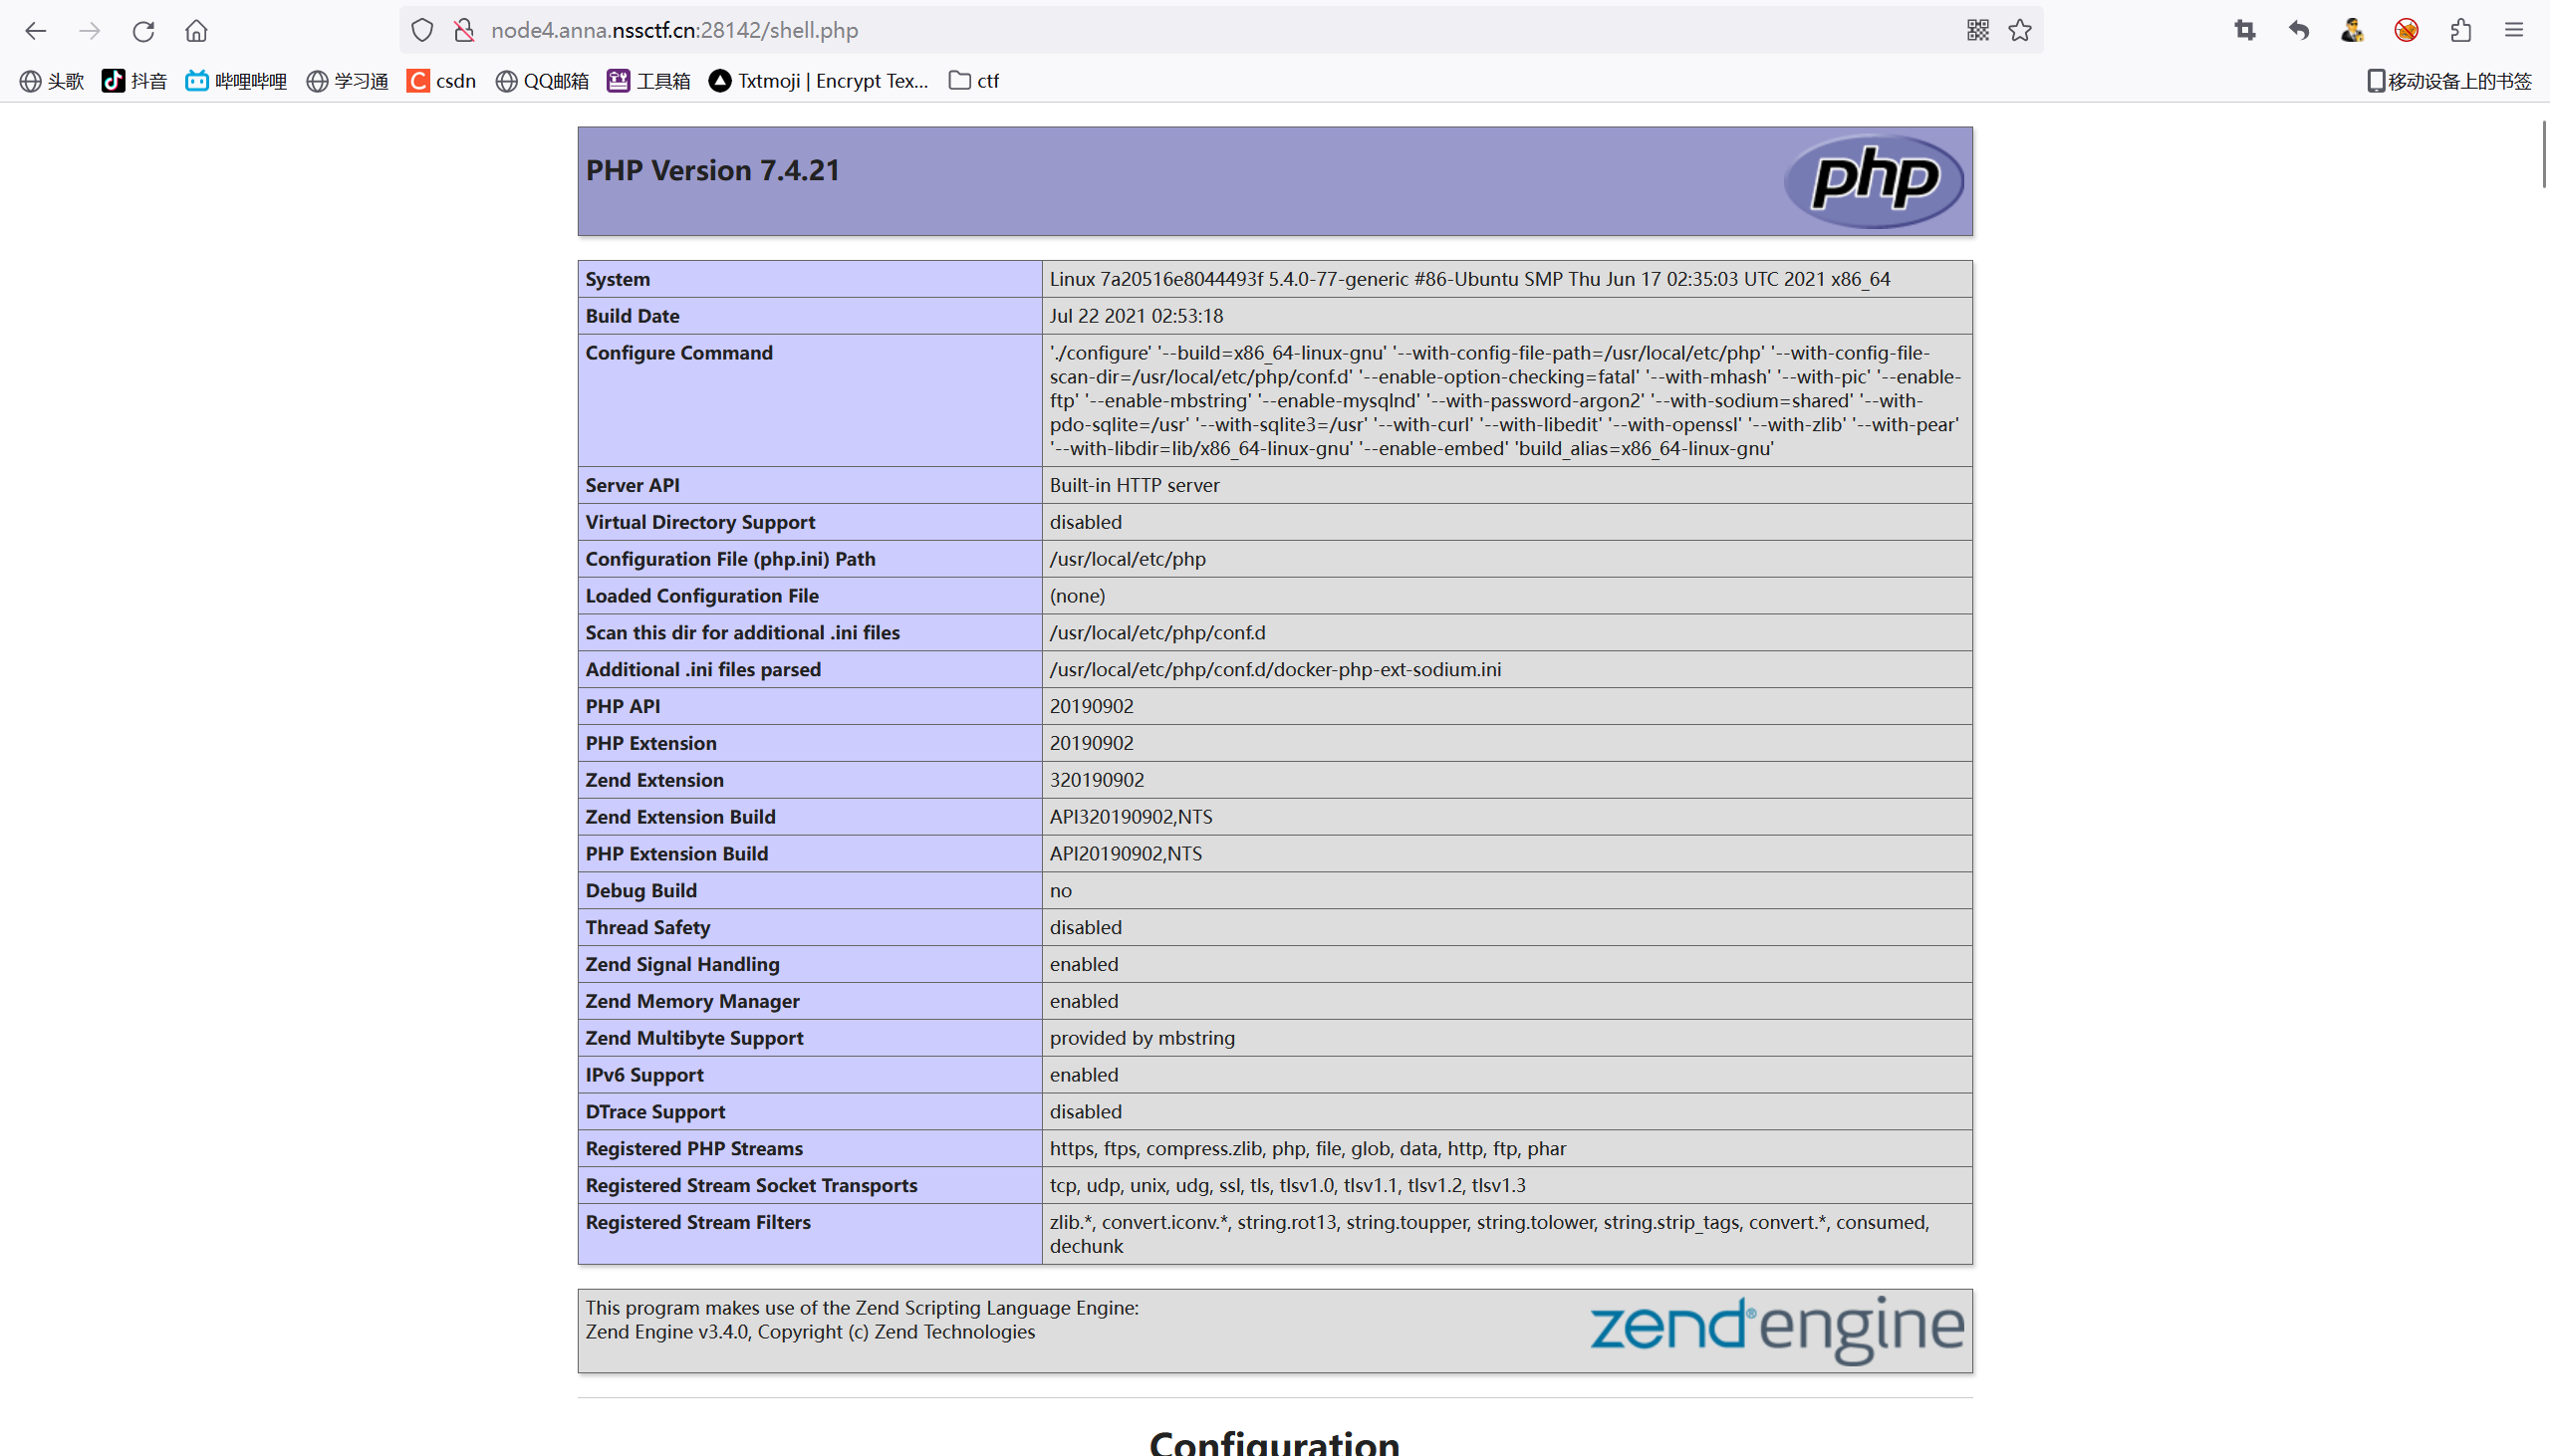 node4.anna.nssctf.cn:28142/shell.php
头歌 抖音 哔哩哔哩 学习通 csdn QQ邮箱 工具箱 Txtmoji | Encrypt Tex... ctf 移动设备上的书签
PHP Version 7.4.21
php
System Linux 7a20516e8044493f 5.4.0-77-generic #86-Ubuntu SMP Thu Jun 17 02:35:03 UTC 2021 x86_64
Build Date Jul 22 2021 02:53:18
Configure Command './configure' '--build=x86_64-linux-gnu' '--with-config-file-path=/usr/local/etc/php' '--with-config-file-
scan-dir=/usr/local/etc/php/conf.d' '--enable-option-checking=fatal' '--with-mhash' '--with-pic' '--enable-
ftp' '--enable-mbstring' '--enable-mysqlnd' '--with-password-argon2' '--with-sodium=shared' '--with-
pdo-sqlite=/usr' '--with-sqlite3=/usr' '--with-curl' '--with-libedit' '--with-openssl' '--with-zlib' '--with-pear'
'--with-libdir=lib/x86_64-linux-gnu' '--enable-embed' 'build_alias=x86_64-linux-gnu'
Server API Built-in HTTP server
Virtual Directory Support disabled
Configuration File (php.ini) Path /usr/local/etc/php
Loaded Configuration File (none)
Scan this dir for additional .ini files /usr/local/etc/php/conf.d
Additional .ini files parsed /usr/local/etc/php/conf.d/docker-php-ext-sodium.ini
PHP API 20190902
PHP Extension 20190902
Zend Extension 320190902
Zend Extension Build API320190902,NTS
PHP Extension Build API20190902,NTS
Debug Build no
Thread Safety disabled
Zend Signal Handling enabled
Zend Memory Manager enabled
Zend Multibyte Support provided by mbstring
IPv6 Support enabled
DTrace Support disabled
Registered PHP Streams https, ftps, compress.zlib, php, file, glob, data, http, ftp, phar
Registered Stream Socket Transports tcp, udp, unix, udg, ssl, tls, tlsv1.0, tlsv1.1, tlsv1.2, tlsv1.3
Registered Stream Filters zlib.*, convert.iconv.*, string.rot13, string.toupper, string.tolower, string.strip_tags, convert.*, consumed,
dechunk
This program makes use of the Zend Scripting Language Engine:
Zend Engine v3.4.0, Copyright (c) Zend Technologies
zend® engine
Configuration